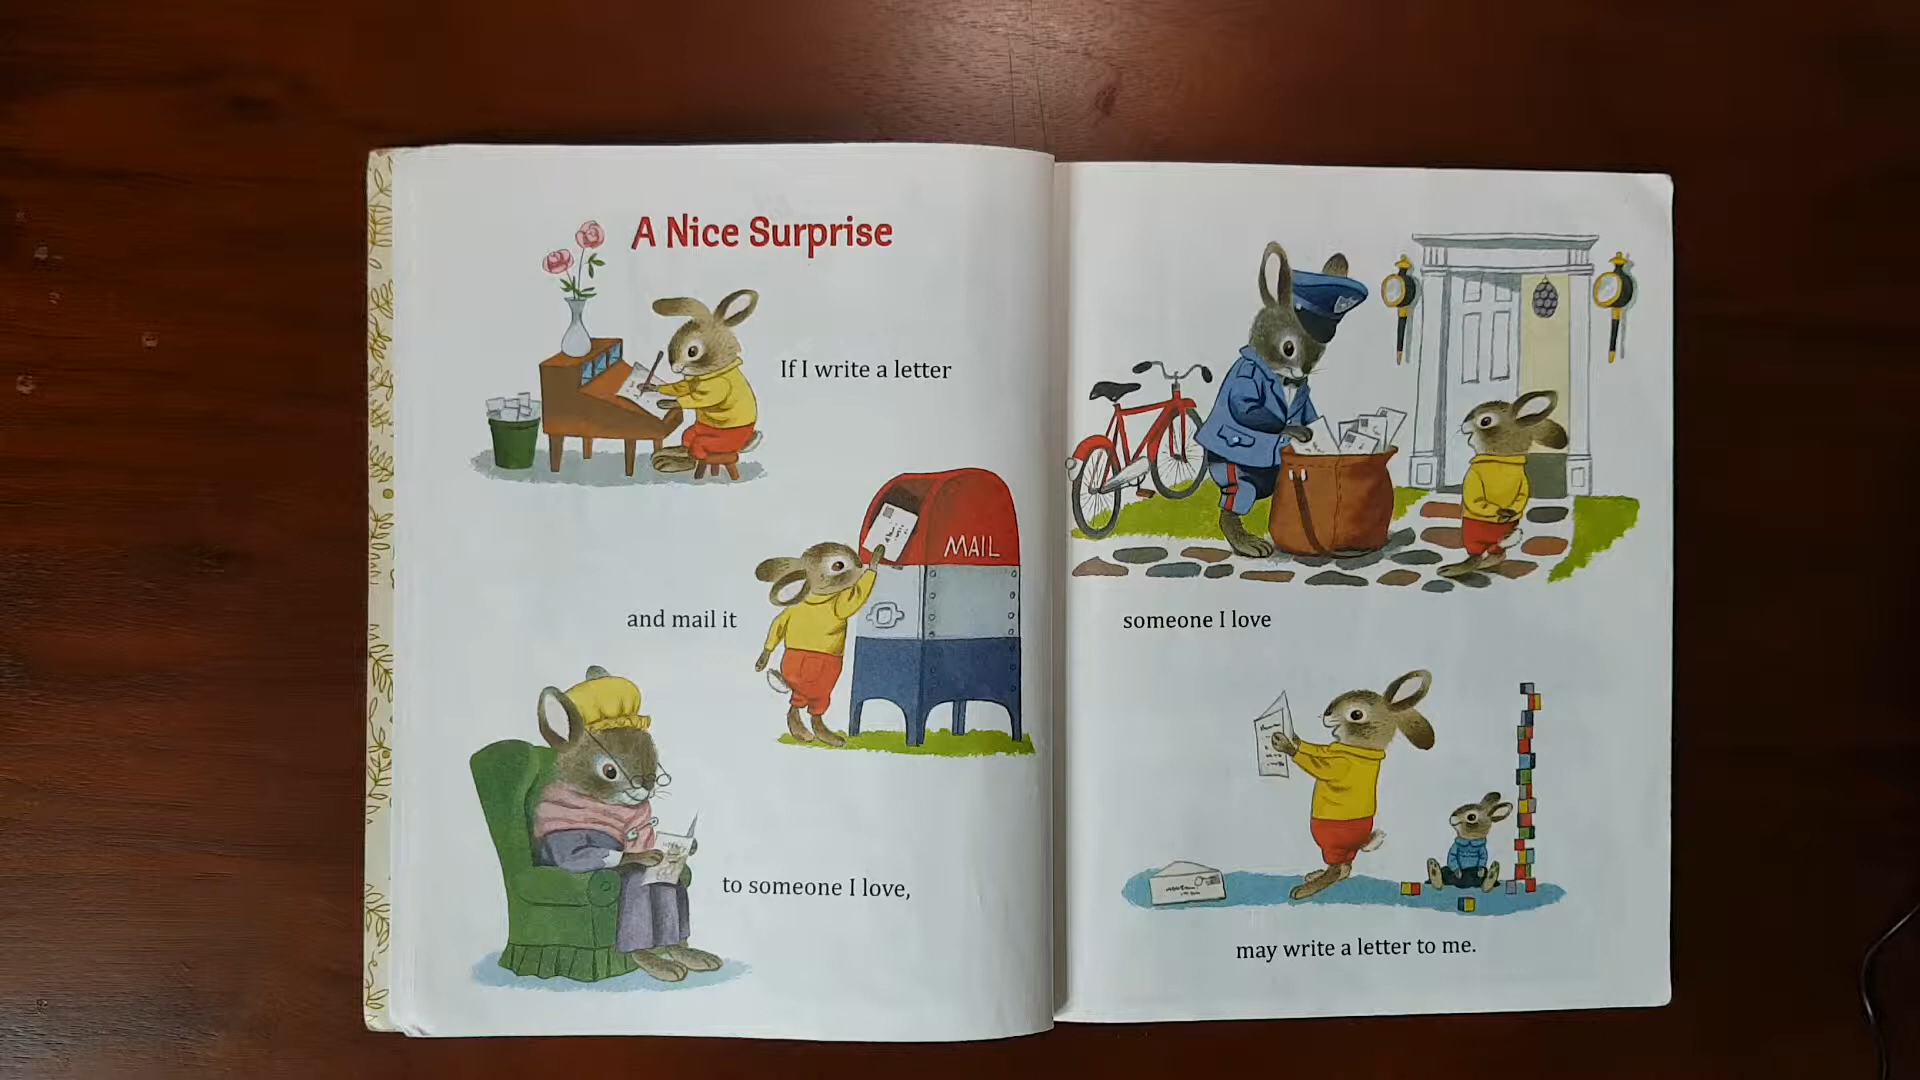 A Nice Surprise
If I write a letter
MAIL
and mail it
to someone I love,
someone I love
may write a letter to me.